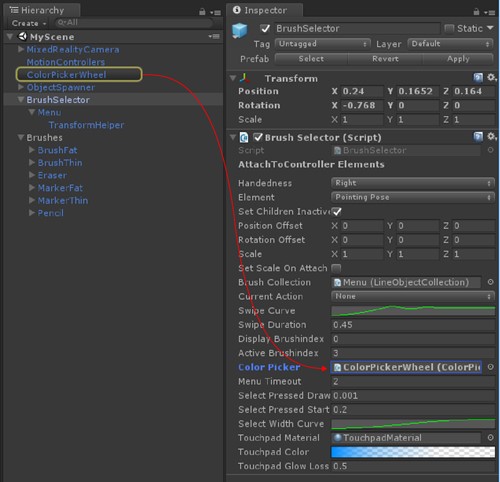 Hierarchy
Create
All
MyScene
MixedRealityCamera
MotionControllers
ColorPickerWheel
ObjectSpawner
BrushSelector
Menu
TransformHelper
Brushes
BrushFat
BrushThin
Eraser
MarkerFat
MarkerThin
Pencil
Inspector
BrushSelector Static
Tag Untagged Layer Default
Prefab Select Revert Apply
Transform
Position X 0.24 Y 0.1652 Z 0.164
Rotation X -0.768 Y 0 Z 0
Scale X 1 Y 1 Z 1
Brush Selector (Script)
Script BrushSelector
AttachToController Elements
Handedness Right
Element Pointing Pose
Set Children Inactive
Position Offset X 0 Y 0 Z 0
Rotation Offset X 0 Y 0 Z 0
Scale X 1 Y 1 Z 1
Set Scale On Attach
Brush Collection Menu (LineObjectCollection)
Current Action None
Swipe Curve
Swipe Duration 0.45
Display Brushindex 0
Active Brushindex 3
Color Picker ColorPickerWheel (ColorPi
Menu Timeout 2
Select Pressed Draw 0.001
Select Pressed Start 0.2
Select Width Curve
Touchpad Material TouchpadMaterial
Touchpad Color
Touchpad Glow Loss 0.5